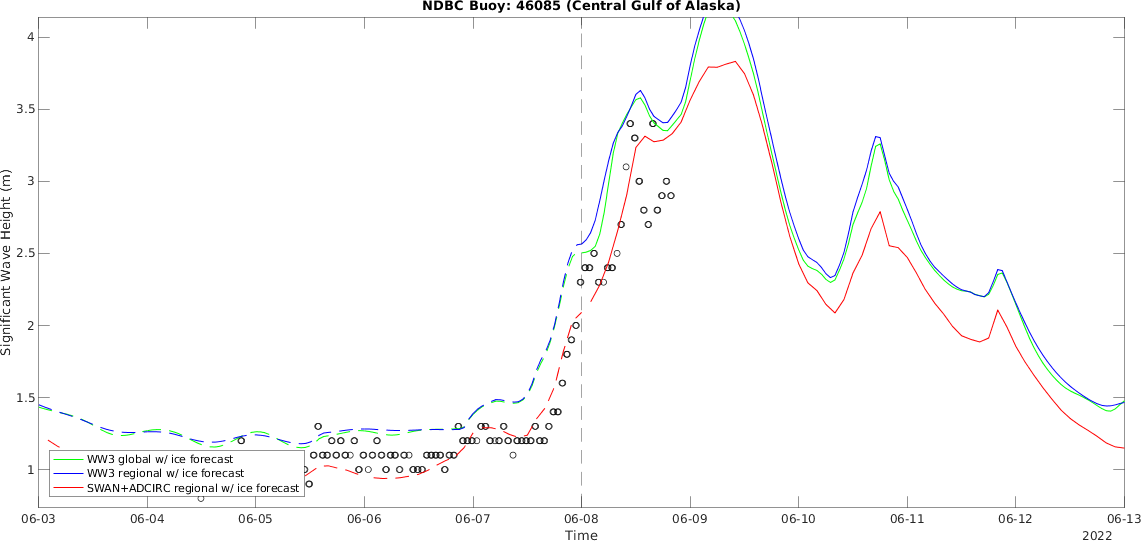 NDBC Buoy: 46085 (Central Gulf of Alaska)
4
3.5
3
2.5
2
1.5
1
Significant Wave Height (m)
WW3 global w/ ice forecast
WW3 regional w/ ice forecast
SWAN+ADCIRC regional w/ ice forecast
06-03 06-04 06-05 06-06 06-07 06-08 06-09 06-10 06-11 06-12 06-13
Time
2022